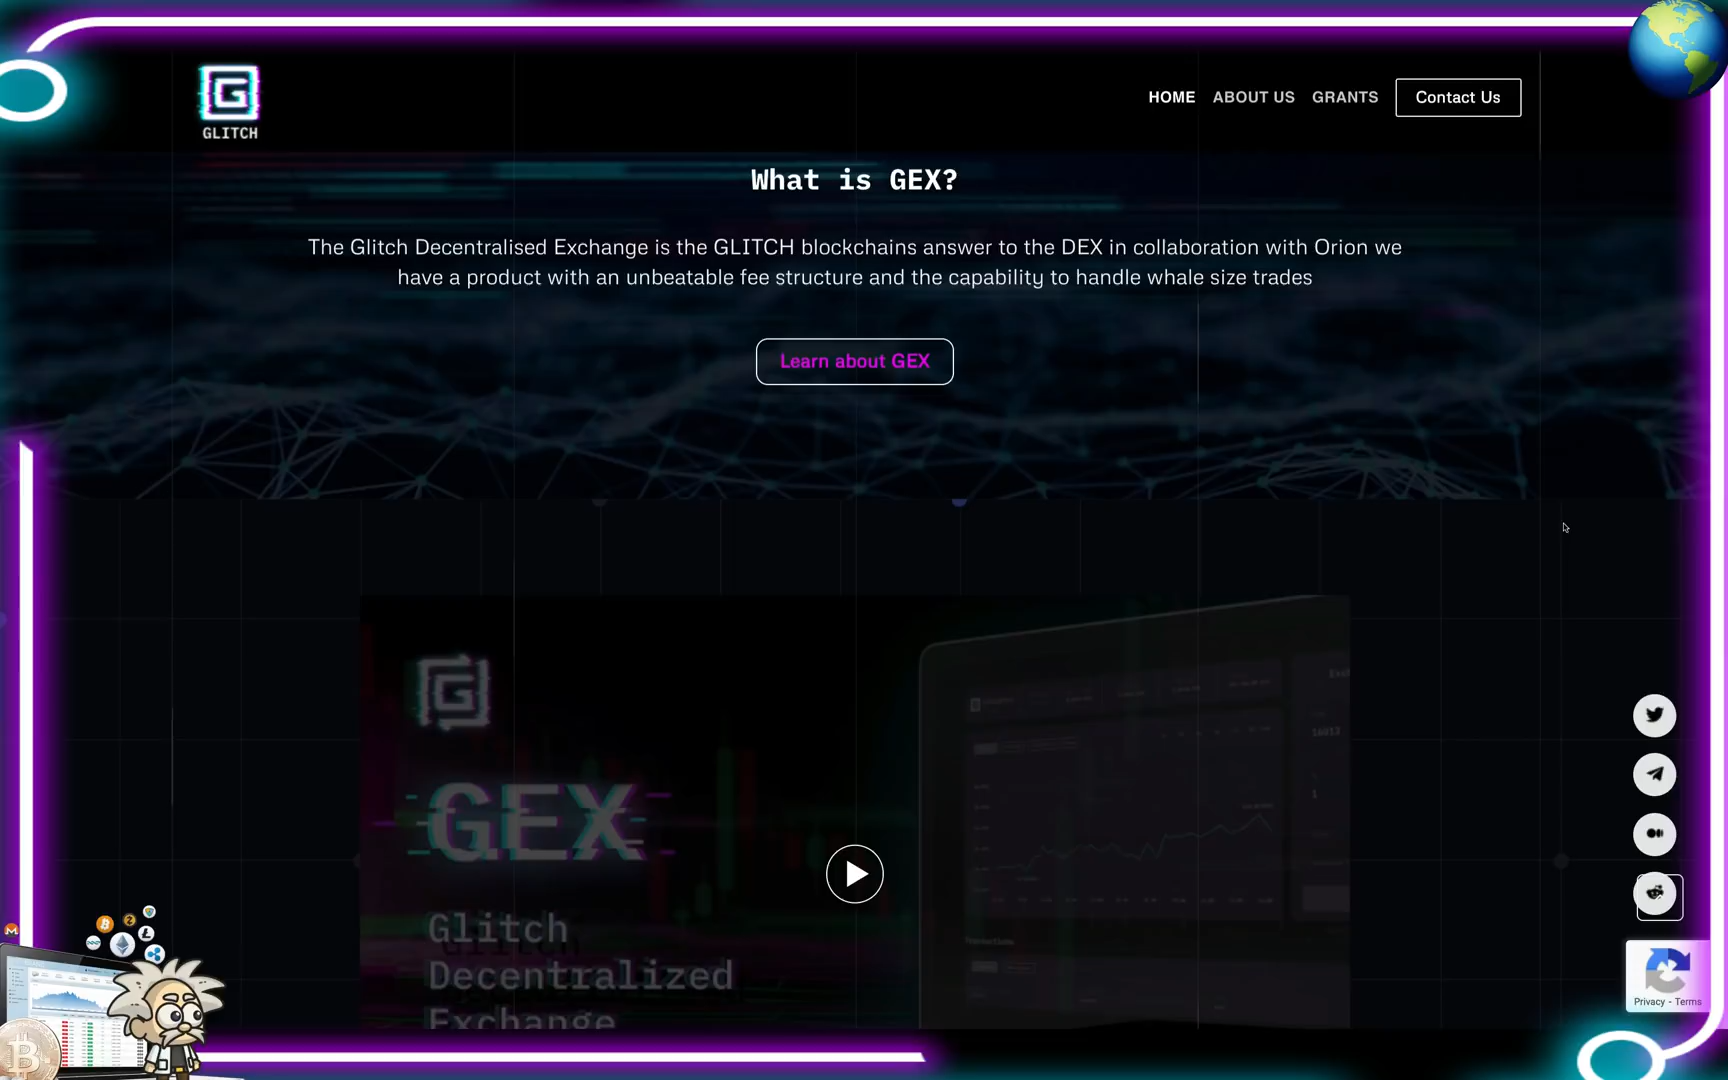 GLITCH
HOME ABOUT US GRANTS Contact Us
What is GEX?
The Glitch Decentralised Exchange is the GLITCH blockchains answer to the DEX in collaboration with Orion we
have a product with an unbeatable fee structure and the capability to handle whale size trades
Learn about GEX
GEX
Glitch
Decentralized
Exchange
Privacy - Terms